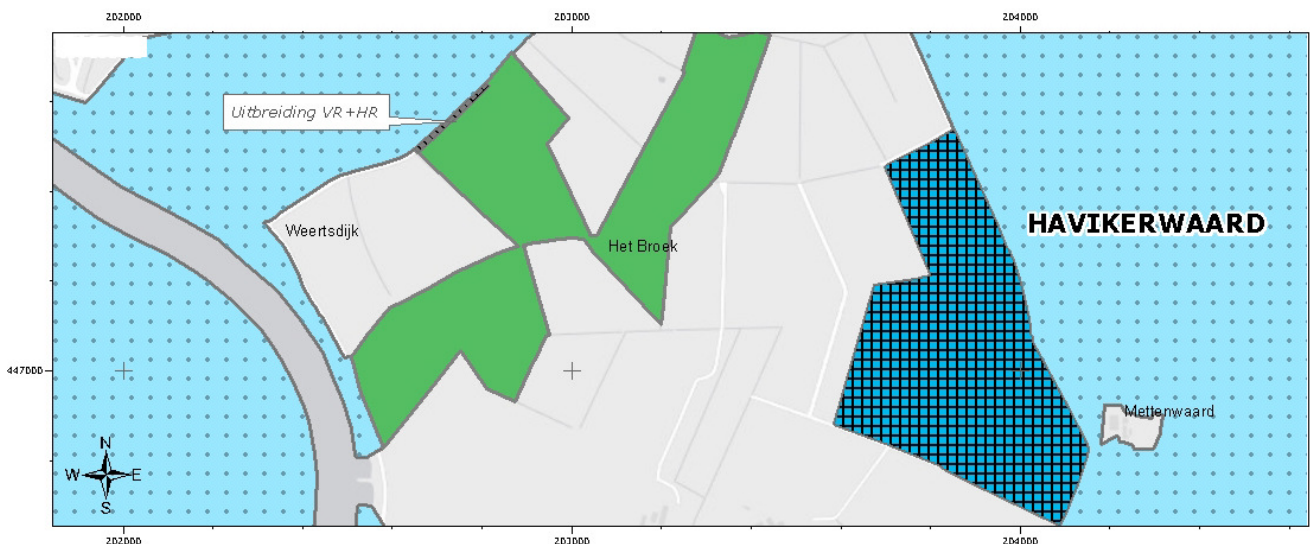 202000
203000
204000
Uitbreiding VR+HR
HAVIKERWAARD
Weertsdijk
Het Broek
447000
Mettenwaard
N
W E
S
202000
203000
204000